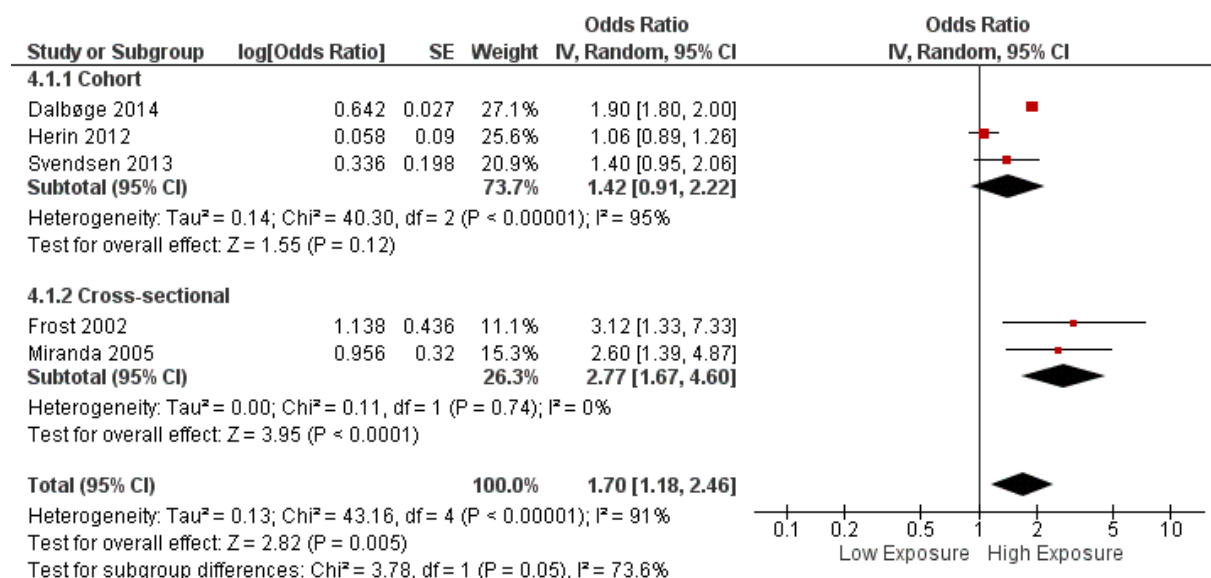 Odds Ratio Odds Ratio
Study or Subgroup log[Odds Ratio] SE Weight IV, Random, 95% CI IV, Random, 95% CI
4.1.1 Cohort
Dalbøge 2014 0.642 0.027 27.1% 1.90 [1.80, 2.00]
Herin 2012 0.058 0.09 25.6% 1.06 [0.89, 1.26]
Svendsen 2013 0.336 0.198 20.9% 1.40 [0.95, 2.06]
Subtotal (95% CI) 73.7% 1.42 [0.91, 2.22]
Heterogeneity: Tau² = 0.14; Chi² = 40.30, df = 2 (P < 0.00001); I² = 95%
Test for overall effect: Z = 1.55 (P = 0.12)
4.1.2 Cross-sectional
Frost 2002 1.138 0.436 11.1% 3.12 [1.33, 7.33]
Miranda 2005 0.956 0.32 15.3% 2.60 [1.39, 4.87]
Subtotal (95% CI) 26.3% 2.77 [1.67, 4.60]
Heterogeneity: Tau² = 0.00; Chi² = 0.11, df = 1 (P = 0.74); I² = 0%
Test for overall effect: Z = 3.95 (P < 0.0001)
Total (95% CI) 100.0% 1.70 [1.18, 2.46]
Heterogeneity: Tau² = 0.13; Chi² = 43.16, df = 4 (P < 0.00001); I² = 91%
Test for overall effect: Z = 2.82 (P = 0.005)
Test for subgroup differences: Chi² = 3.78, df = 1 (P = 0.05), I² = 73.6%
0.1 0.2 0.5 1 2 5 10
Low Exposure High Exposure